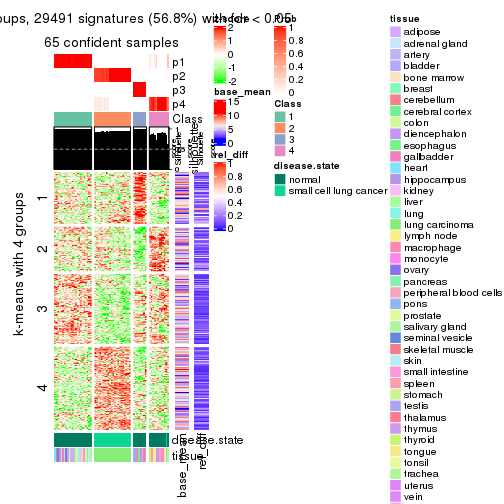 oups, 29491 signatures (56.8%) with fdr < 0.05
65 confident samples
p1
p2
p3
p4
Class
1
2
3
4
k-means with 4 groups
disease.state
tissue
base_mean
rel_diff
z-score
2
1
0
-1
-2
base_mean
15
10
5
0
rel_diff
1
0.8
0.6
0.4
0.2
0
Prob
1
0.8
0.6
0.4
0.2
0
Class
1
2
3
4
disease.state
normal
small cell lung cancer
tissue
adipose
adrenal gland
artery
bladder
bone marrow
breast
cerebellum
cerebral cortex
colon
diencephalon
esophagus
gallbadder
heart
hippocampus
kidney
liver
lung
lung carcinoma
lymph node
macrophage
monocyte
ovary
pancreas
peripheral blood cells
pons
prostate
salivary gland
seminal vesicle
skeletal muscle
skin
small intestine
spleen
stomach
testis
thalamus
thymus
thyroid
tongue
tonsil
trachea
uterus
vein